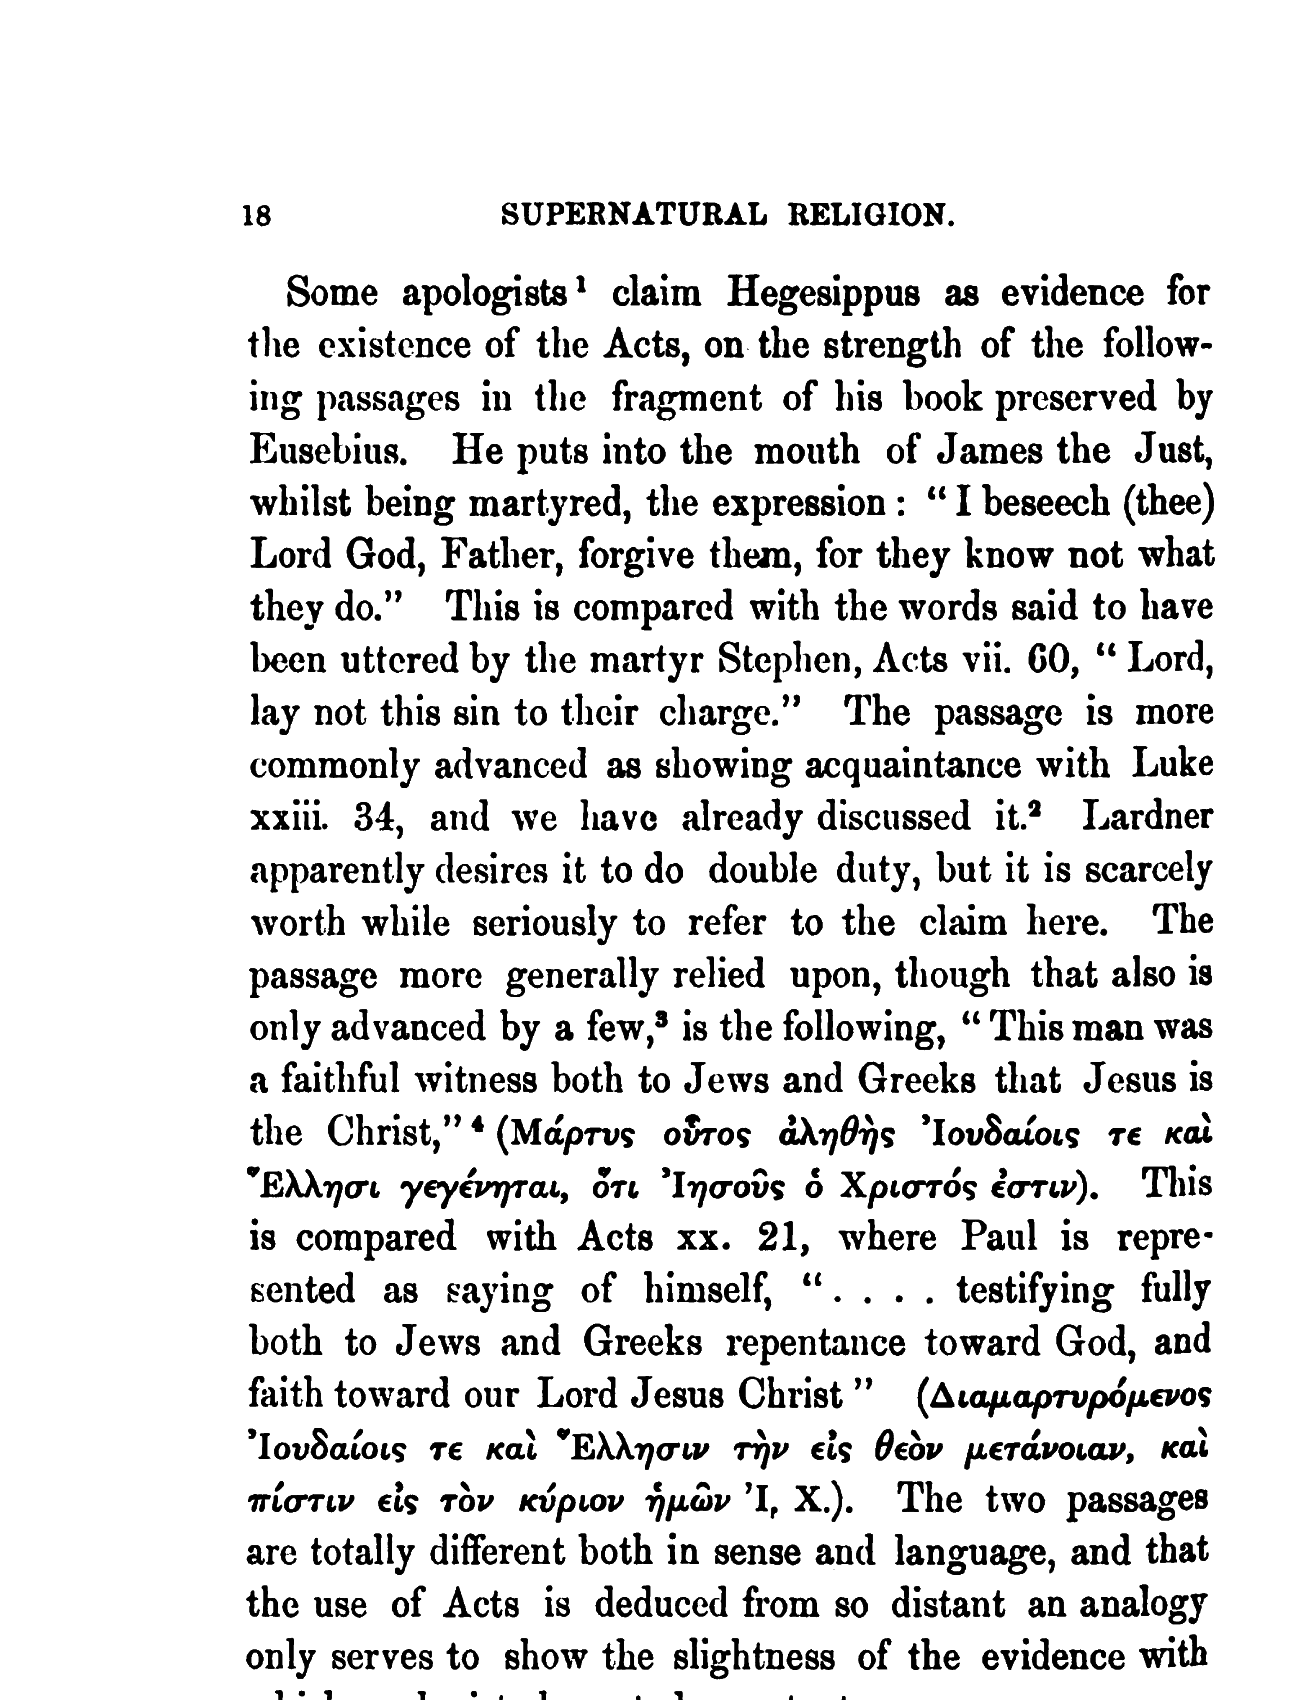 18 SUPERNATURAL RELIGION.
Some apologists¹ claim Hegesippus as evidence for
the existence of the Acts, on the strength of the follow-
ing passages in the fragment of his book preserved by
Eusebius. He puts into the mouth of James the Just,
whilst being martyred, the expression : “ I beseech (thee)
Lord God, Father, forgive them, for they know not what
they do.” This is compared with the words said to have
been uttered by the martyr Stephen, Acts vii. 60, “ Lord,
lay not this sin to their charge.” The passage is more
commonly advanced as showing acquaintance with Luke
xxiii. 34, and we have already discussed it.² Lardner
apparently desires it to do double duty, but it is scarcely
worth while seriously to refer to the claim here. The
passage more generally relied upon, though that also is
only advanced by a few,³ is the following, “ This man was
a faithful witness both to Jews and Greeks that Jesus is
the Christ,”⁴ (Μάρτυς οὗτος ἀληθὴς Ἰουδαίοις τε καὶ
Ἕλλησι γεγένηται, ὅτι Ἰησοῦς ὁ Χριστός ἐστιν). This
is compared with Acts xx. 21, where Paul is repre-
sented as saying of himself, “ . . . . testifying fully
both to Jews and Greeks repentance toward God, and
faith toward our Lord Jesus Christ ” (Διαμαρτυρόμενος
Ἰουδαίοις τε καὶ Ἕλλησιν τὴν εἰς θεὸν μετάνοιαν, καὶ
πίστιν εἰς τὸν κύριον ἡμῶν Ἰ, Χ.). The two passages
are totally different both in sense and language, and that
the use of Acts is deduced from so distant an analogy
only serves to show the slightness of the evidence with